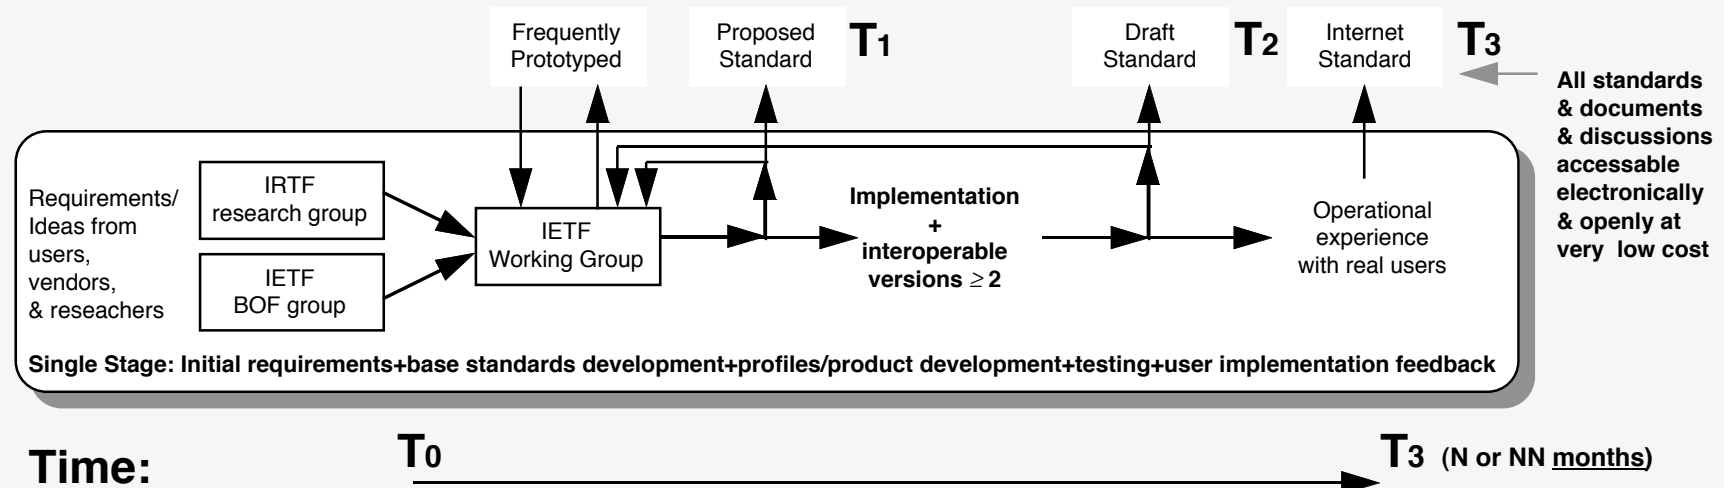 Frequently
Prototyped
Proposed
Standard
T1
Draft
Standard
T2
Internet
Standard
T3
All standards
& documents
& discussions
accessable
electronically
& openly at
very low cost
Requirements/
Ideas from
users,
vendors,
& reseachers
IRTF
research group
IETF
BOF group
IETF
Working Group
Implementation
+
interoperable
versions ≥ 2
Operational
experience
with real users
Single Stage: Initial requirements+base standards development+profiles/product development+testing+user implementation feedback
Time:
T0
T3 (N or NN months)